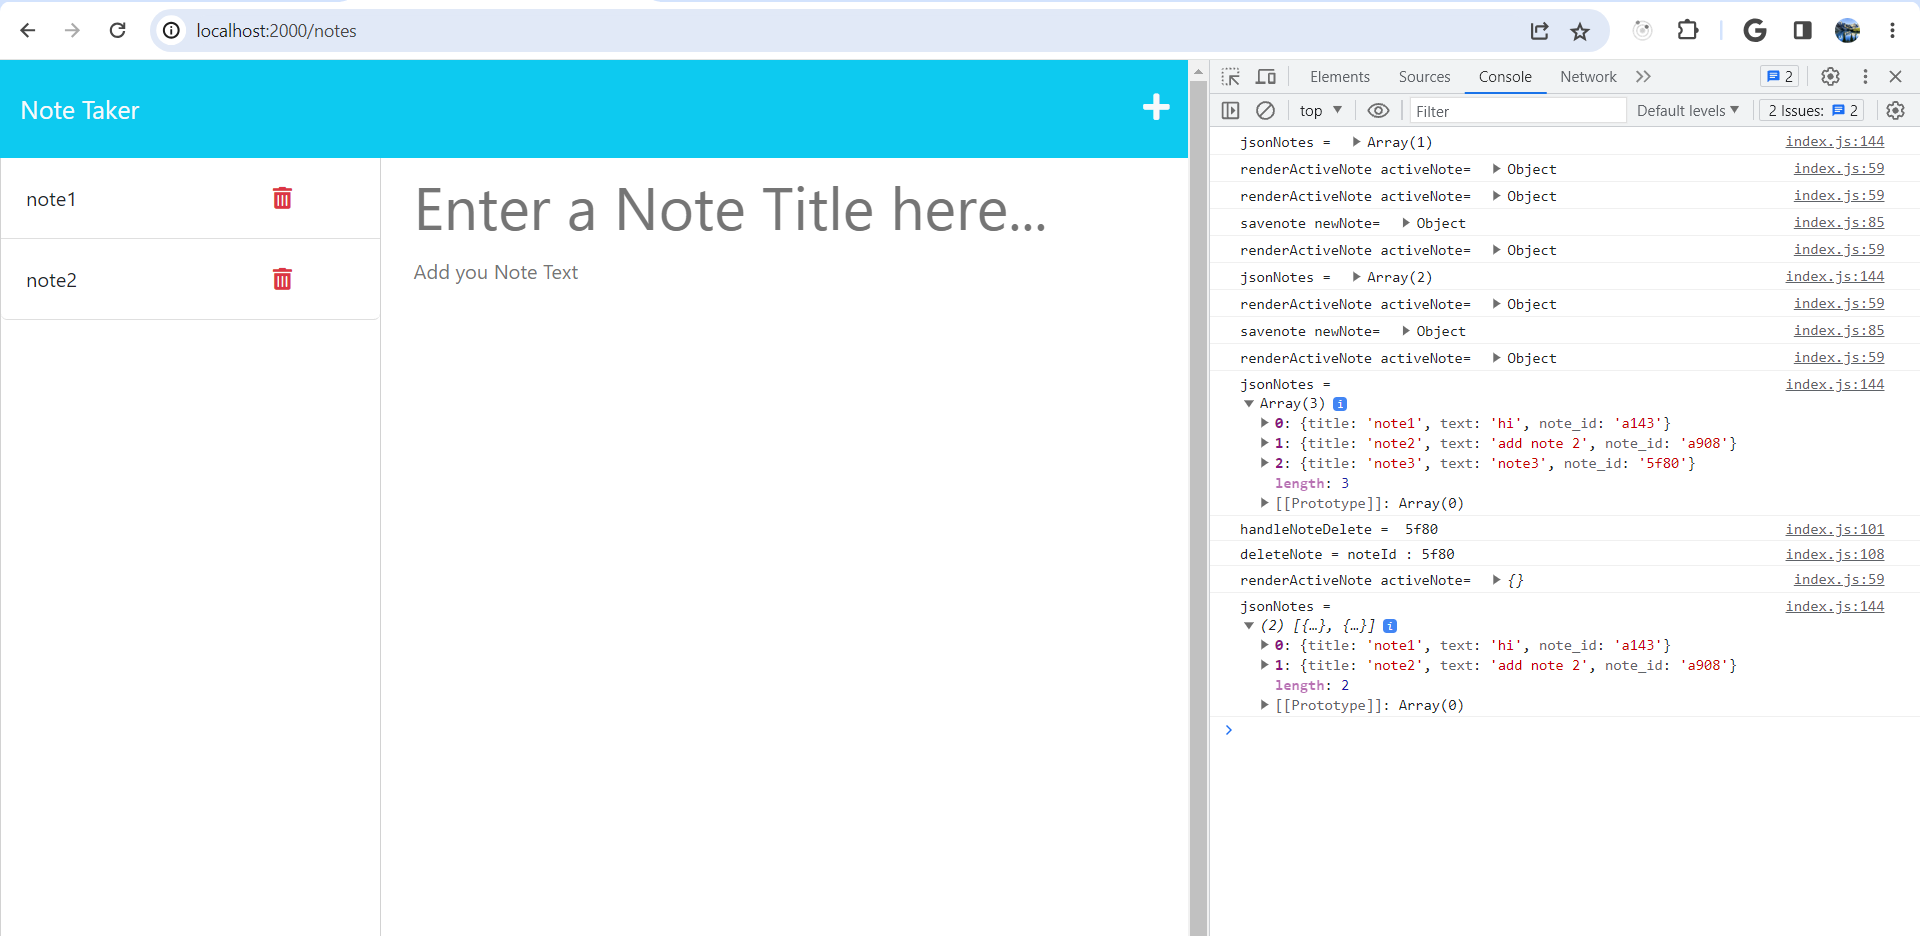 localhost:2000/notes
Note Taker
note1
note2
Enter a Note Title here...
Add you Note Text
Elements Sources Console Network 2
top Filter Default levels 2 Issues: 2
jsonNotes = Array(1) index.js:144
renderActiveNote activeNote= Object index.js:59
renderActiveNote activeNote= Object index.js:59
savenote newNote= Object index.js:85
renderActiveNote activeNote= Object index.js:59
jsonNotes = Array(2) index.js:144
renderActiveNote activeNote= Object index.js:59
savenote newNote= Object index.js:85
renderActiveNote activeNote= Object index.js:59
jsonNotes = index.js:144
Array(3) i
0: {title: 'note1', text: 'hi', note_id: 'a143'}
1: {title: 'note2', text: 'add note 2', note_id: 'a908'}
2: {title: 'note3', text: 'note3', note_id: '5f80'}
length: 3
[[Prototype]]: Array(0)
handleNoteDelete = 5f80 index.js:101
deleteNote = noteId : 5f80 index.js:108
renderActiveNote activeNote= {} index.js:59
jsonNotes = index.js:144
(2) [{…}, {…}] i
0: {title: 'note1', text: 'hi', note_id: 'a143'}
1: {title: 'note2', text: 'add note 2', note_id: 'a908'}
length: 2
[[Prototype]]: Array(0)